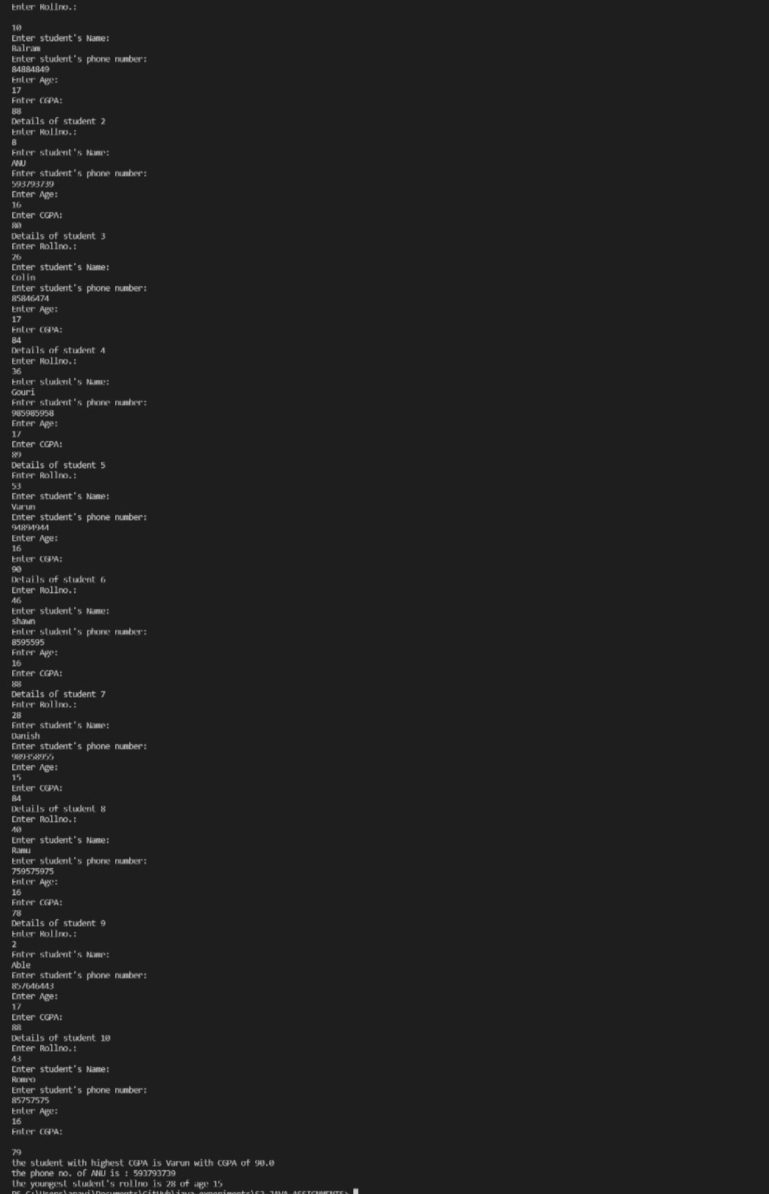 Enter Rollno.:
10
Enter student's Name:
Balram
Enter student's phone number:
84884849
Enter Age:
17
Enter CGPA:
88
Details of student 2
Enter Rollno.:
8
Enter student's Name:
ANU
Enter student's phone number:
593793739
Enter Age:
16
Enter CGPA:
80
Details of student 3
Enter Rollno.:
26
Enter student's Name:
Colin
Enter student's phone number:
85846474
Enter Age:
17
Enter CGPA:
84
Details of student 4
Enter Rollno.:
36
Enter student's Name:
Gouri
Enter student's phone number:
985985958
Enter Age:
17
Enter CGPA:
89
Details of student 5
Enter Rollno.:
53
Enter student's Name:
Varun
Enter student's phone number:
94894944
Enter Age:
16
Enter CGPA:
90
Details of student 6
Enter Rollno.:
46
Enter student's Name:
shawn
Enter student's phone number:
8595595
Enter Age:
16
Enter CGPA:
88
Details of student 7
Enter Rollno.:
28
Enter student's Name:
Danish
Enter student's phone number:
989358955
Enter Age:
15
Enter CGPA:
84
Details of student 8
Enter Rollno.:
40
Enter student's Name:
Ramu
Enter student's phone number:
759575975
Enter Age:
16
Enter CGPA:
78
Details of student 9
Enter Rollno.:
2
Enter student's Name:
Able
Enter student's phone number:
857646443
Enter Age:
17
Enter CGPA:
88
Details of student 10
Enter Rollno.:
43
Enter student's Name:
Romeo
Enter student's phone number:
85757575
Enter Age:
16
Enter CGPA:
79
the student with highest CGPA is Varun with CGPA of 90.0
the phone no. of ANU is : 593793739
the youngest student's rollno is 28 of age 15